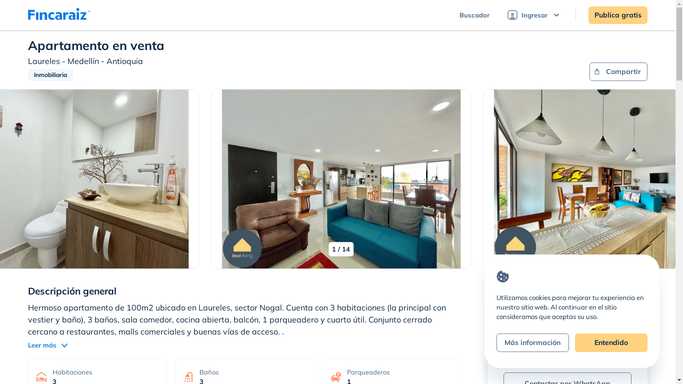 Fincaraiz
Buscador
Ingresar
Publica gratis
Apartamento en venta
Laureles - Medellín - Antioquia
Inmobiliaria
Compartir
1 / 14
Descripción general
Hermoso apartamento de 100m2 ubicado en Laureles, sector Nogal. Cuenta con 3 habitaciones (la principal con
vestier y baño), 3 baños, sala comedor, cocina abierta, balcón, 1 parqueadero y cuarto útil. Conjunto cerrado
cercano a restaurantes, malls comerciales y buenas vías de acceso. .
Leer más
Habitaciones
3
Baños
3
Parqueaderos
1
Utilizamos cookies para mejorar tu experiencia en
nuestro sitio web. Al continuar en el sitio
consideramos que aceptas su uso.
Más información
Entendido
Contactar por WhatsApp